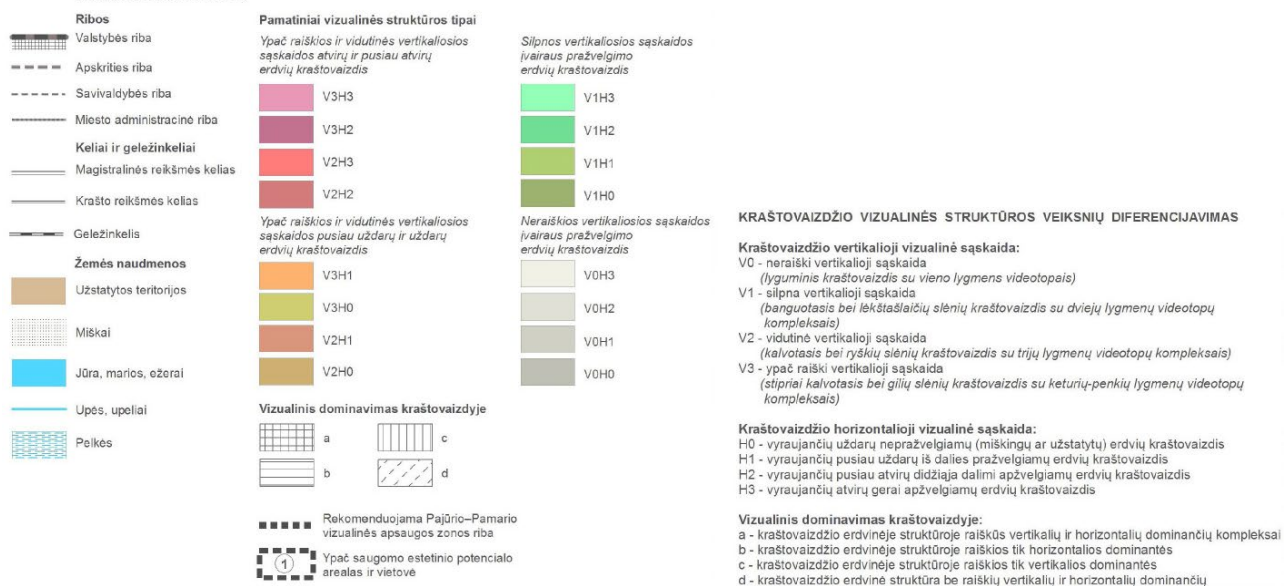 Ribos
Valstybės riba
Apskrities riba
Savivaldybės riba
Miesto administracinė riba
Keliai ir geležinkeliai
Magistralinės reikšmės kelias
Krašto reikšmės kelias
Geležinkelis
Žemės naudmenos
Užstatytos teritorijos
Miškai
Jūra, marios, ežerai
Upės, upeliai
Pelkės
Pamatiniai vizualinės struktūros tipai
Ypač raiškios ir vidutinės vertikaliosios
sąskaidos atvirų ir pusiau atvirų
erdvių kraštovaizdis
V3H3
V3H2
V2H3
V2H2
Ypač raiškios ir vidutinės vertikaliosios
sąskaidos pusiau uždarų ir uždarų
erdvių kraštovaizdis
V3H1
V3H0
V2H1
V2H0
Silpnos vertikaliosios sąskaidos
įvairaus pražvelgimo
erdvių kraštovaizdis
V1H3
V1H2
V1H1
V1H0
Neraiškios vertikaliosios sąskaidos
įvairaus pražvelgimo
erdvių kraštovaizdis
V0H3
V0H2
V0H1
V0H0
Vizualinis dominavimas kraštovaizdyje
a
c
b
d
Rekomenduojama Pajūrio–Pamario
vizualinės apsaugos zonos riba
1
Ypač saugomo estetinio potencialo
arealas ir vietovė
KRAŠTOVAIZDŽIO VIZUALINĖS STRUKTŪROS VEIKSNIŲ DIFERENCIJAVIMAS
Kraštovaizdžio vertikalioji vizualinė sąskaida:
V0 - neraiški vertikalioji sąskaida
(lyguminis kraštovaizdis su vieno lygmens videotopais)
V1 - silpna vertikalioji sąskaida
(banguotasis bei lėkštašlaičių slėnių kraštovaizdis su dviejų lygmenų videotopų
kompleksais)
V2 - vidutinė vertikalioji sąskaida
(kalvotasis bei ryškių slėnių kraštovaizdis su trijų lygmenų videotopų kompleksais)
V3 - ypač raiški vertikalioji sąskaida
(stipriai kalvotasis bei gilių slėnių kraštovaizdis su keturių-penkių lygmenų videotopų
kompleksais)
Kraštovaizdžio horizontalioji vizualinė sąskaida:
H0 - vyraujančių uždarų nepražvelgiamų (miškingų ar užstatytų) erdvių kraštovaizdis
H1 - vyraujančių pusiau uždarų iš dalies pražvelgiamų erdvių kraštovaizdis
H2 - vyraujančių pusiau atvirų didžiąja dalimi apžvelgiamų erdvių kraštovaizdis
H3 - vyraujančių atvirų gerai apžvelgiamų erdvių kraštovaizdis
Vizualinis dominavimas kraštovaizdyje:
a - kraštovaizdžio erdvinėje struktūroje raiškūs vertikalių ir horizontalių dominančių kompleksai
b - kraštovaizdžio erdvinėje struktūroje raiškios tik horizontalios dominantės
c - kraštovaizdžio erdvinėje struktūroje raiškios tik vertikalios dominantės
d - kraštovaizdžio erdvinė struktūra be raiškių vertikalių ir horizontalių dominančių